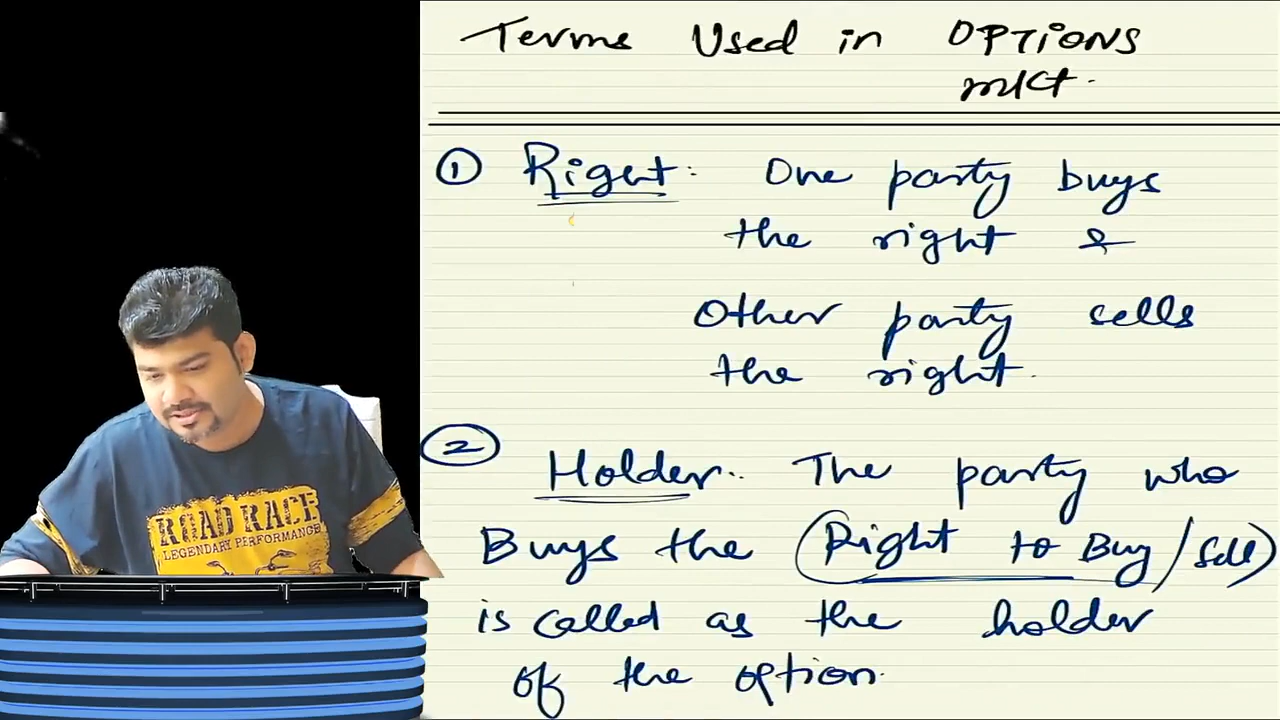 Terms Used in OPTIONS
mkt.
① Right: One party buys
the right &
Other party sells
the right.
② Holder: The party who
Buys the (Right to Buy/Sell)
is called as the holder
of the option.
ROAD RACE
LEGENDARY PERFORMANCE